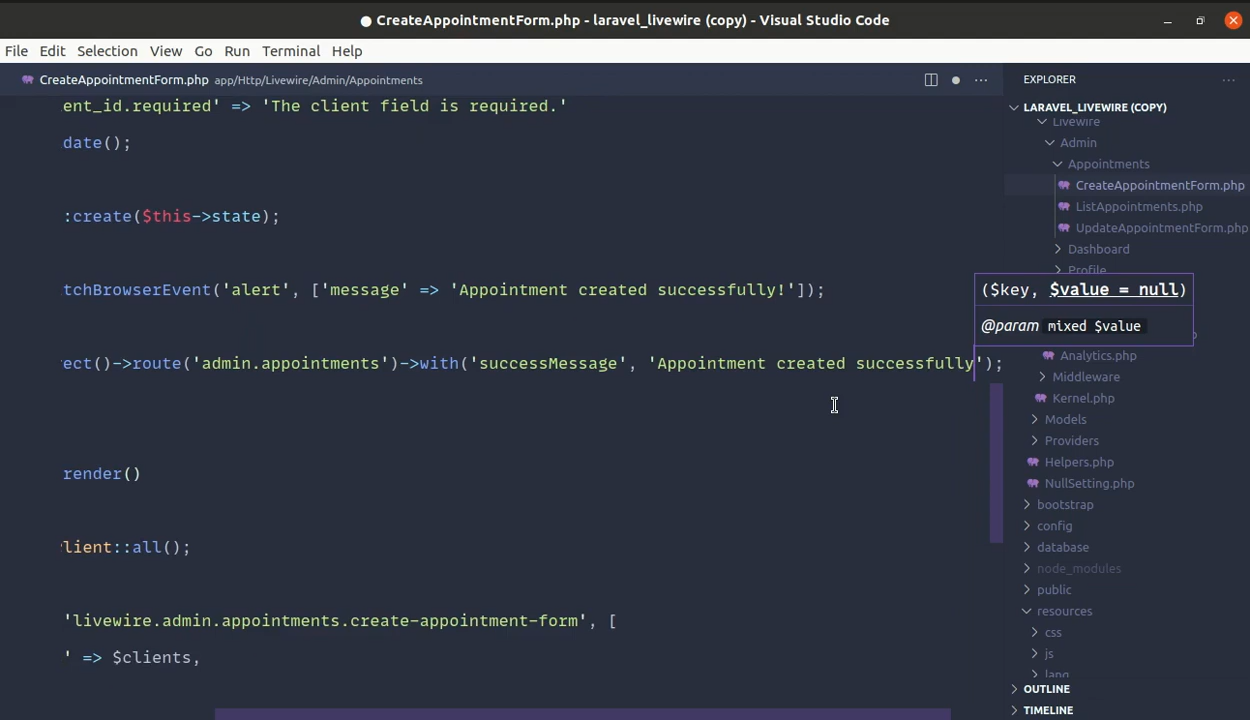 CreateAppointmentForm.php - laravel_livewire (copy) - Visual Studio Code
File Edit Selection View Go Run Terminal Help
CreateAppointmentForm.php app/Http/Livewire/Admin/Appointments
ent_id.required' => 'The client field is required.'
date();
:create($this->state);
tchBrowserEvent('alert', ['message' => 'Appointment created successfully!']);
ect()->route('admin.appointments')->with('successMessage', 'Appointment created successfully');
render()
lient::all();
'livewire.admin.appointments.create-appointment-form', [
' => $clients,
($key, $value = null)
@param mixed $value
EXPLORER
LARAVEL_LIVEWIRE (COPY)
Livewire
Admin
Appointments
CreateAppointmentForm.php
ListAppointments.php
UpdateAppointmentForm.php
Dashboard
Profile
Analytics.php
Middleware
Kernel.php
Models
Providers
Helpers.php
NullSetting.php
bootstrap
config
database
node_modules
public
resources
css
js
lang
OUTLINE
TIMELINE